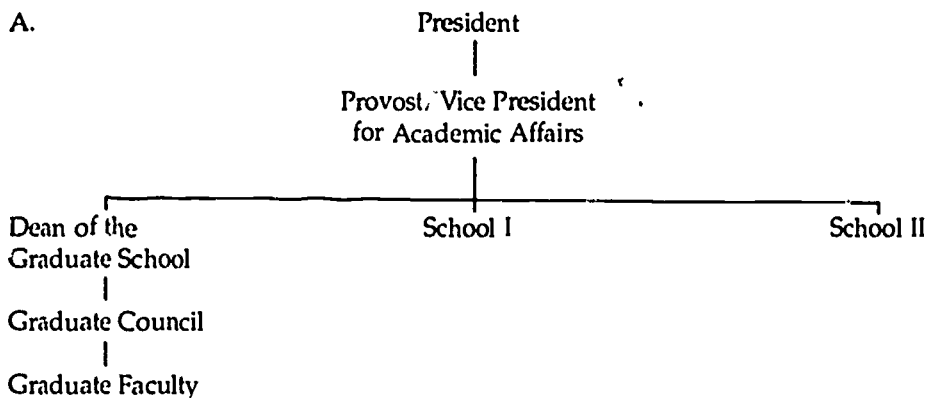 A.
President
Provost, Vice President
for Academic Affairs
Dean of the
Graduate School
School I
School II
Graduate Council
Graduate Faculty